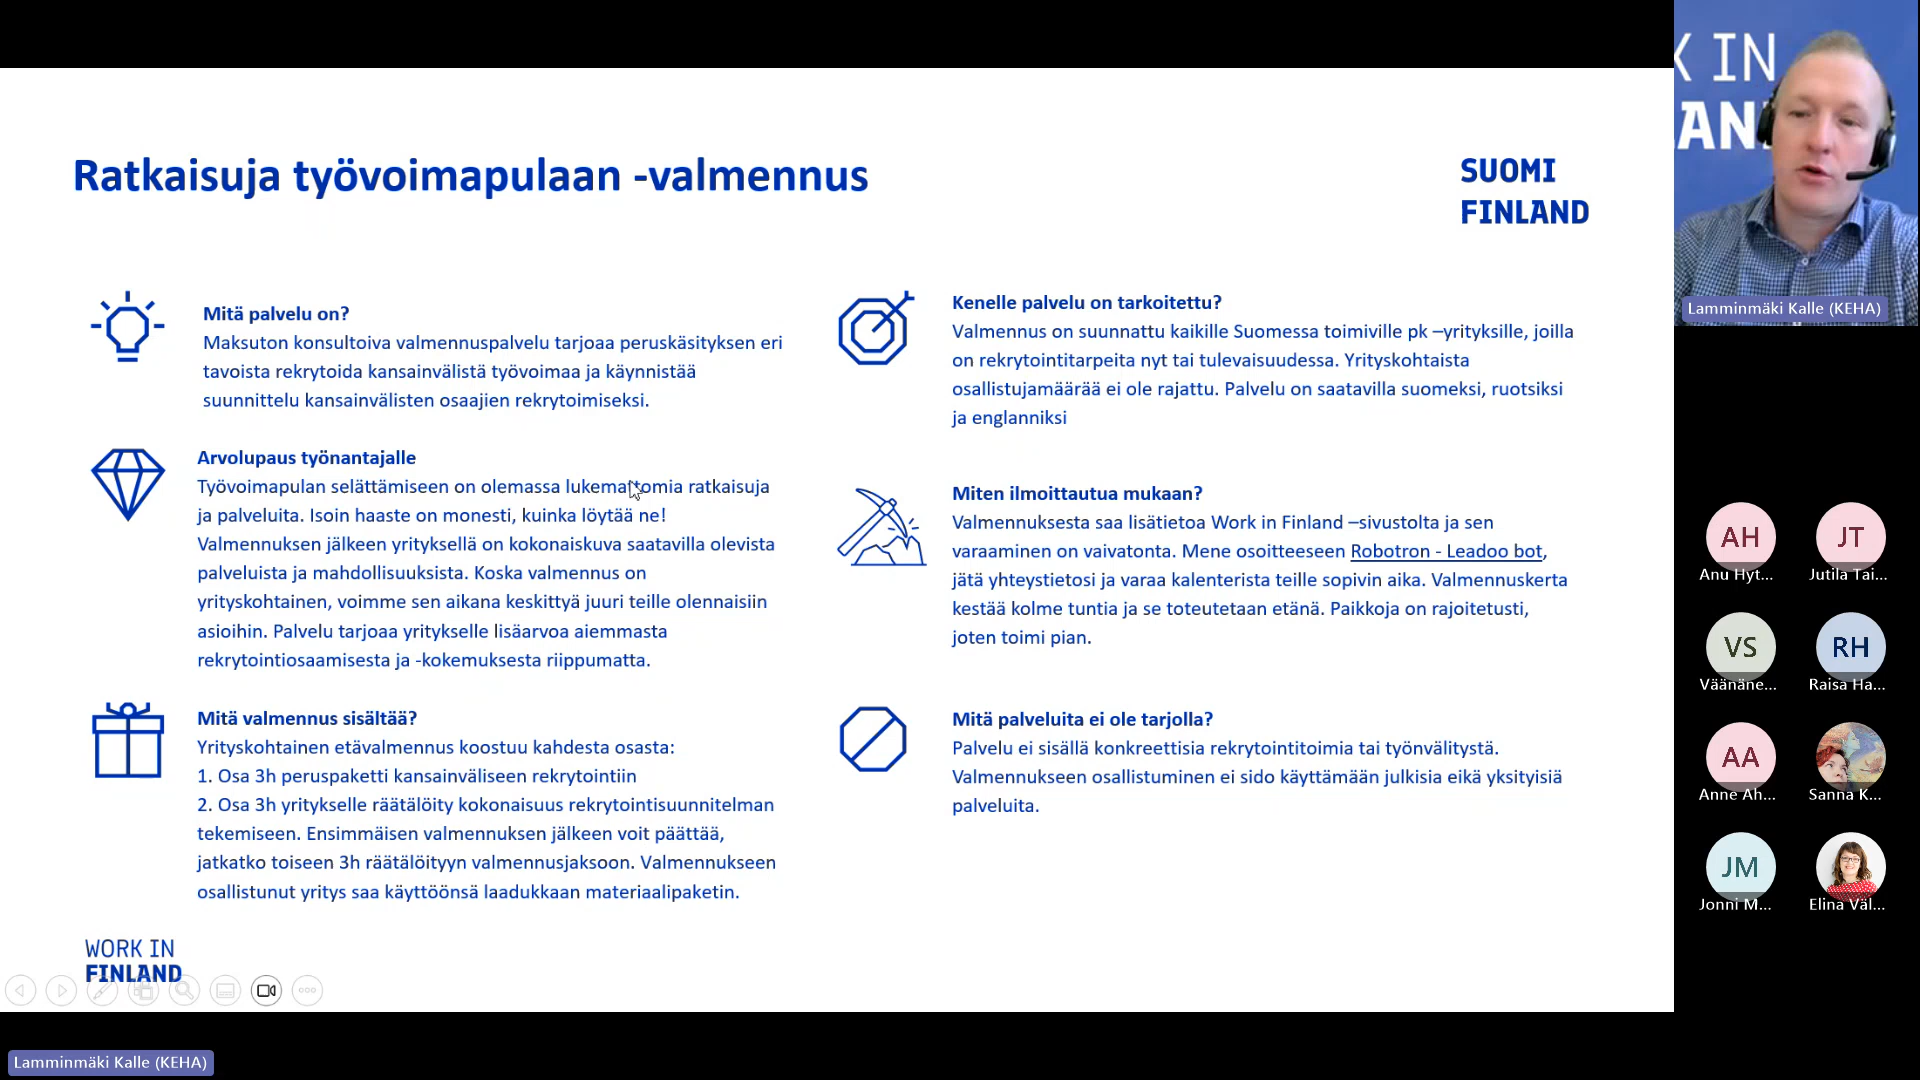 Ratkaisuja työvoimapulaan -valmennus
SUOMI
FINLAND
Mitä palvelu on?
Maksuton konsultoiva valmennuspalvelu tarjoaa peruskäsityksen eri
tavoista rekrytoida kansainvälistä työvoimaa ja käynnistää
suunnittelu kansainvälisten osaajien rekrytoimiseksi.
Arvolupaus työnantajalle
Työvoimapulan selättämiseen on olemassa lukemattomia ratkaisuja
ja palveluita. Isoin haaste on monesti, kuinka löytää ne!
Valmennuksen jälkeen yrityksellä on kokonaiskuva saatavilla olevista
palveluista ja mahdollisuuksista. Koska valmennus on
yrityskohtainen, voimme sen aikana keskittyä juuri teille olennaisiin
asioihin. Palvelu tarjoaa yritykselle lisäarvoa aiemmasta
rekrytointiosaamisesta ja -kokemuksesta riippumatta.
Mitä valmennus sisältää?
Yrityskohtainen etävalmennus koostuu kahdesta osasta:
1. Osa 3h peruspaketti kansainväliseen rekrytointiin
2. Osa 3h yritykselle räätälöity kokonaisuus rekrytointisuunnitelman
tekemiseen. Ensimmäisen valmennuksen jälkeen voit päättää,
jatkatko toiseen 3h räätälöityyn valmennusjaksoon. Valmennukseen
osallistunut yritys saa käyttöönsä laadukkaan materiaalipaketin.
Kenelle palvelu on tarkoitettu?
Valmennus on suunnattu kaikille Suomessa toimiville pk –yrityksille, joilla
on rekrytointitarpeita nyt tai tulevaisuudessa. Yrityskohtaista
osallistujamäärää ei ole rajattu. Palvelu on saatavilla suomeksi, ruotsiksi
ja englanniksi
Miten ilmoittautua mukaan?
Valmennuksesta saa lisätietoa Work in Finland –sivustolta ja sen
varaaminen on vaivatonta. Mene osoitteeseen Robotron - Leadoo bot,
jätä yhteystietosi ja varaa kalenterista teille sopivin aika. Valmennuskerta
kestää kolme tuntia ja se toteutetaan etänä. Paikkoja on rajoitetusti,
joten toimi pian.
Mitä palveluita ei ole tarjolla?
Palvelu ei sisällä konkreettisia rekrytointitoimia tai työnvälitystä.
Valmennukseen osallistuminen ei sido käyttämään julkisia eikä yksityisiä
palveluita.
WORK IN
FINLAND
Lamminmäki Kalle (KEHA)
K IN
AN
Lamminmäki Kalle (KEHA)
AH
JT
Anu Hyt...
Jutila Tai...
VS
RH
Väänäne...
Raisa Ha...
AA
Anne Ah...
Sanna K...
JM
Jonni M...
Elina Väl...